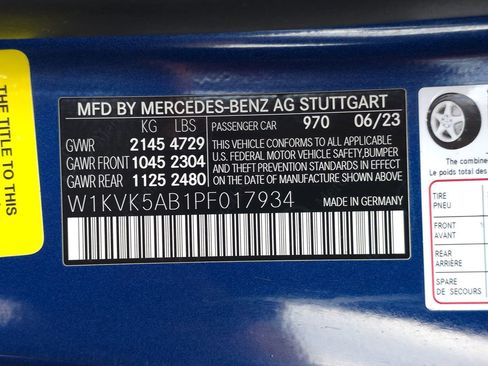 THE TITLE TO
THIS
MFD BY MERCEDES-BENZ AG STUTTGART
KG LBS PASSENGER CAR 970 06/23
GVWR 2145 4729
GAWR FRONT 1045 2304
GAWR REAR 1125 2480
THIS VEHICLE CONFORMS TO ALL APPLICABLE
U.S. FEDERAL MOTOR VEHICLE SAFETY, BUMPER
AND THEFT PREVENTION STANDARDS IN EFFECT
ON THE DATE OF MANUFACTURE SHOWN ABOVE.
W1KVK5AB1PF017934
MADE IN GERMANY
The combine
Le poids total des
TIRE
PNEU
FRONT
AVANT
REAR
ARRIÈRE
SPARE
DE SECOURS